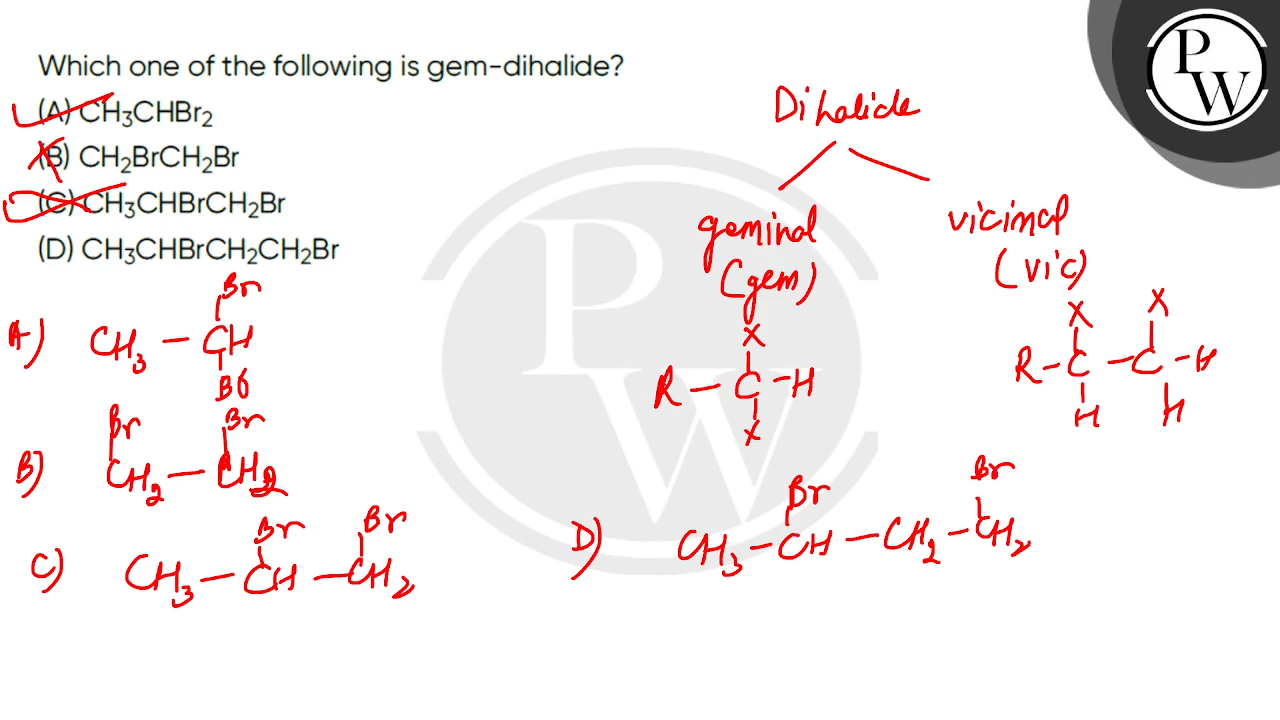 Which one of the following is gem-dihalide?
(A) CH3CHBr2
(B) CH2BrCH2Br
(C) CH3CHBrCH2Br
(D) CH3CHBrCH2CH2Br
P
W
Dihalide
geminal
(gem)
X
R-C-H
X
vicinal
(vic)
X X
R-C-C-H
H H
Br
A) CH3-CH
Br
Br Br
B) CH2-CH2
Br Br
C) CH3-CH-CH2
Br Br
D) CH3-CH-CH2-CH2
P
W